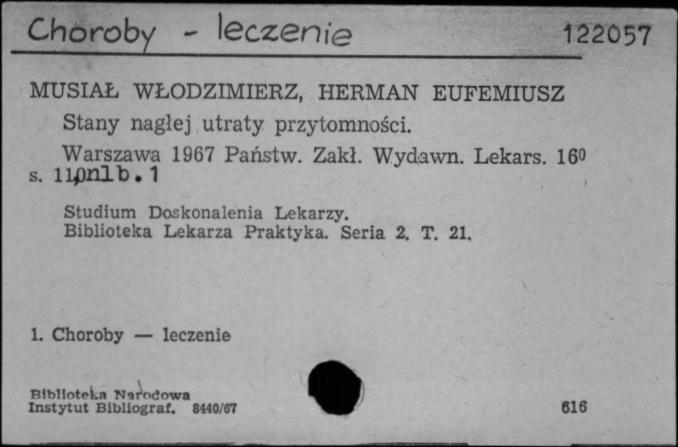 Choroby - leczenie 122057
MUSIAŁ WŁODZIMIERZ, HERMAN EUFEMIUSZ
Stany nagłej utraty przytomności.
Warszawa 1967 Państw. Zakł. Wydawn. Lekars. 16⁰
s. nlb. 1
Studium Doskonalenia Lekarzy.
Biblioteka Lekarza Praktyka. Seria 2. T. 21.
1. Choroby — leczenie
Biblioteka Narodowa
Instytut Bibliograf. 8440/67 616